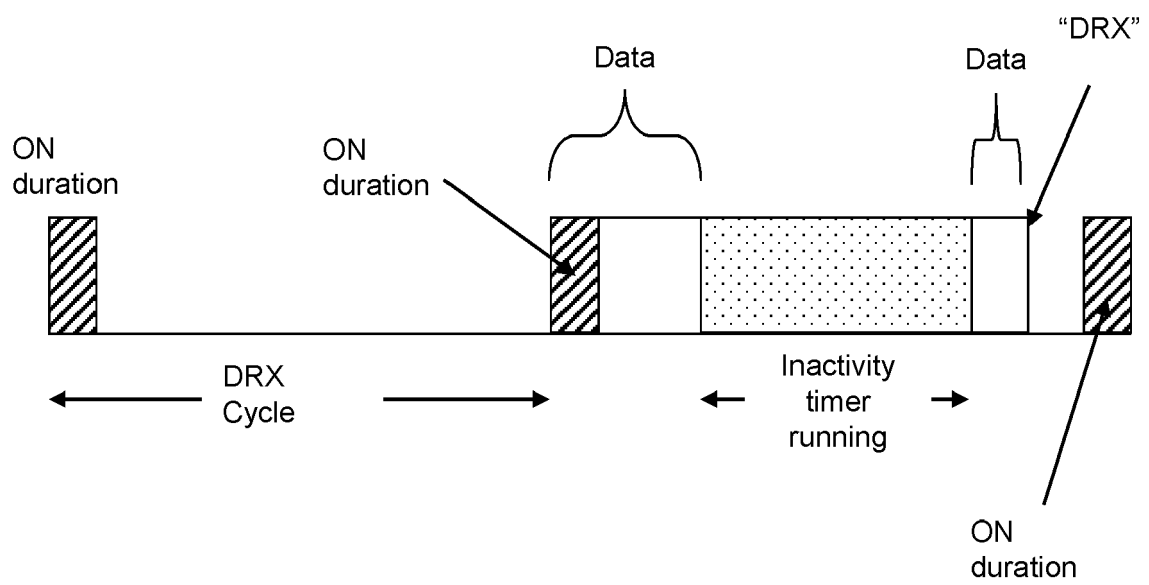 “DRX”
Data
Data
ON
duration
ON
duration
DRX
Cycle
Inactivity
timer
running
ON
duration